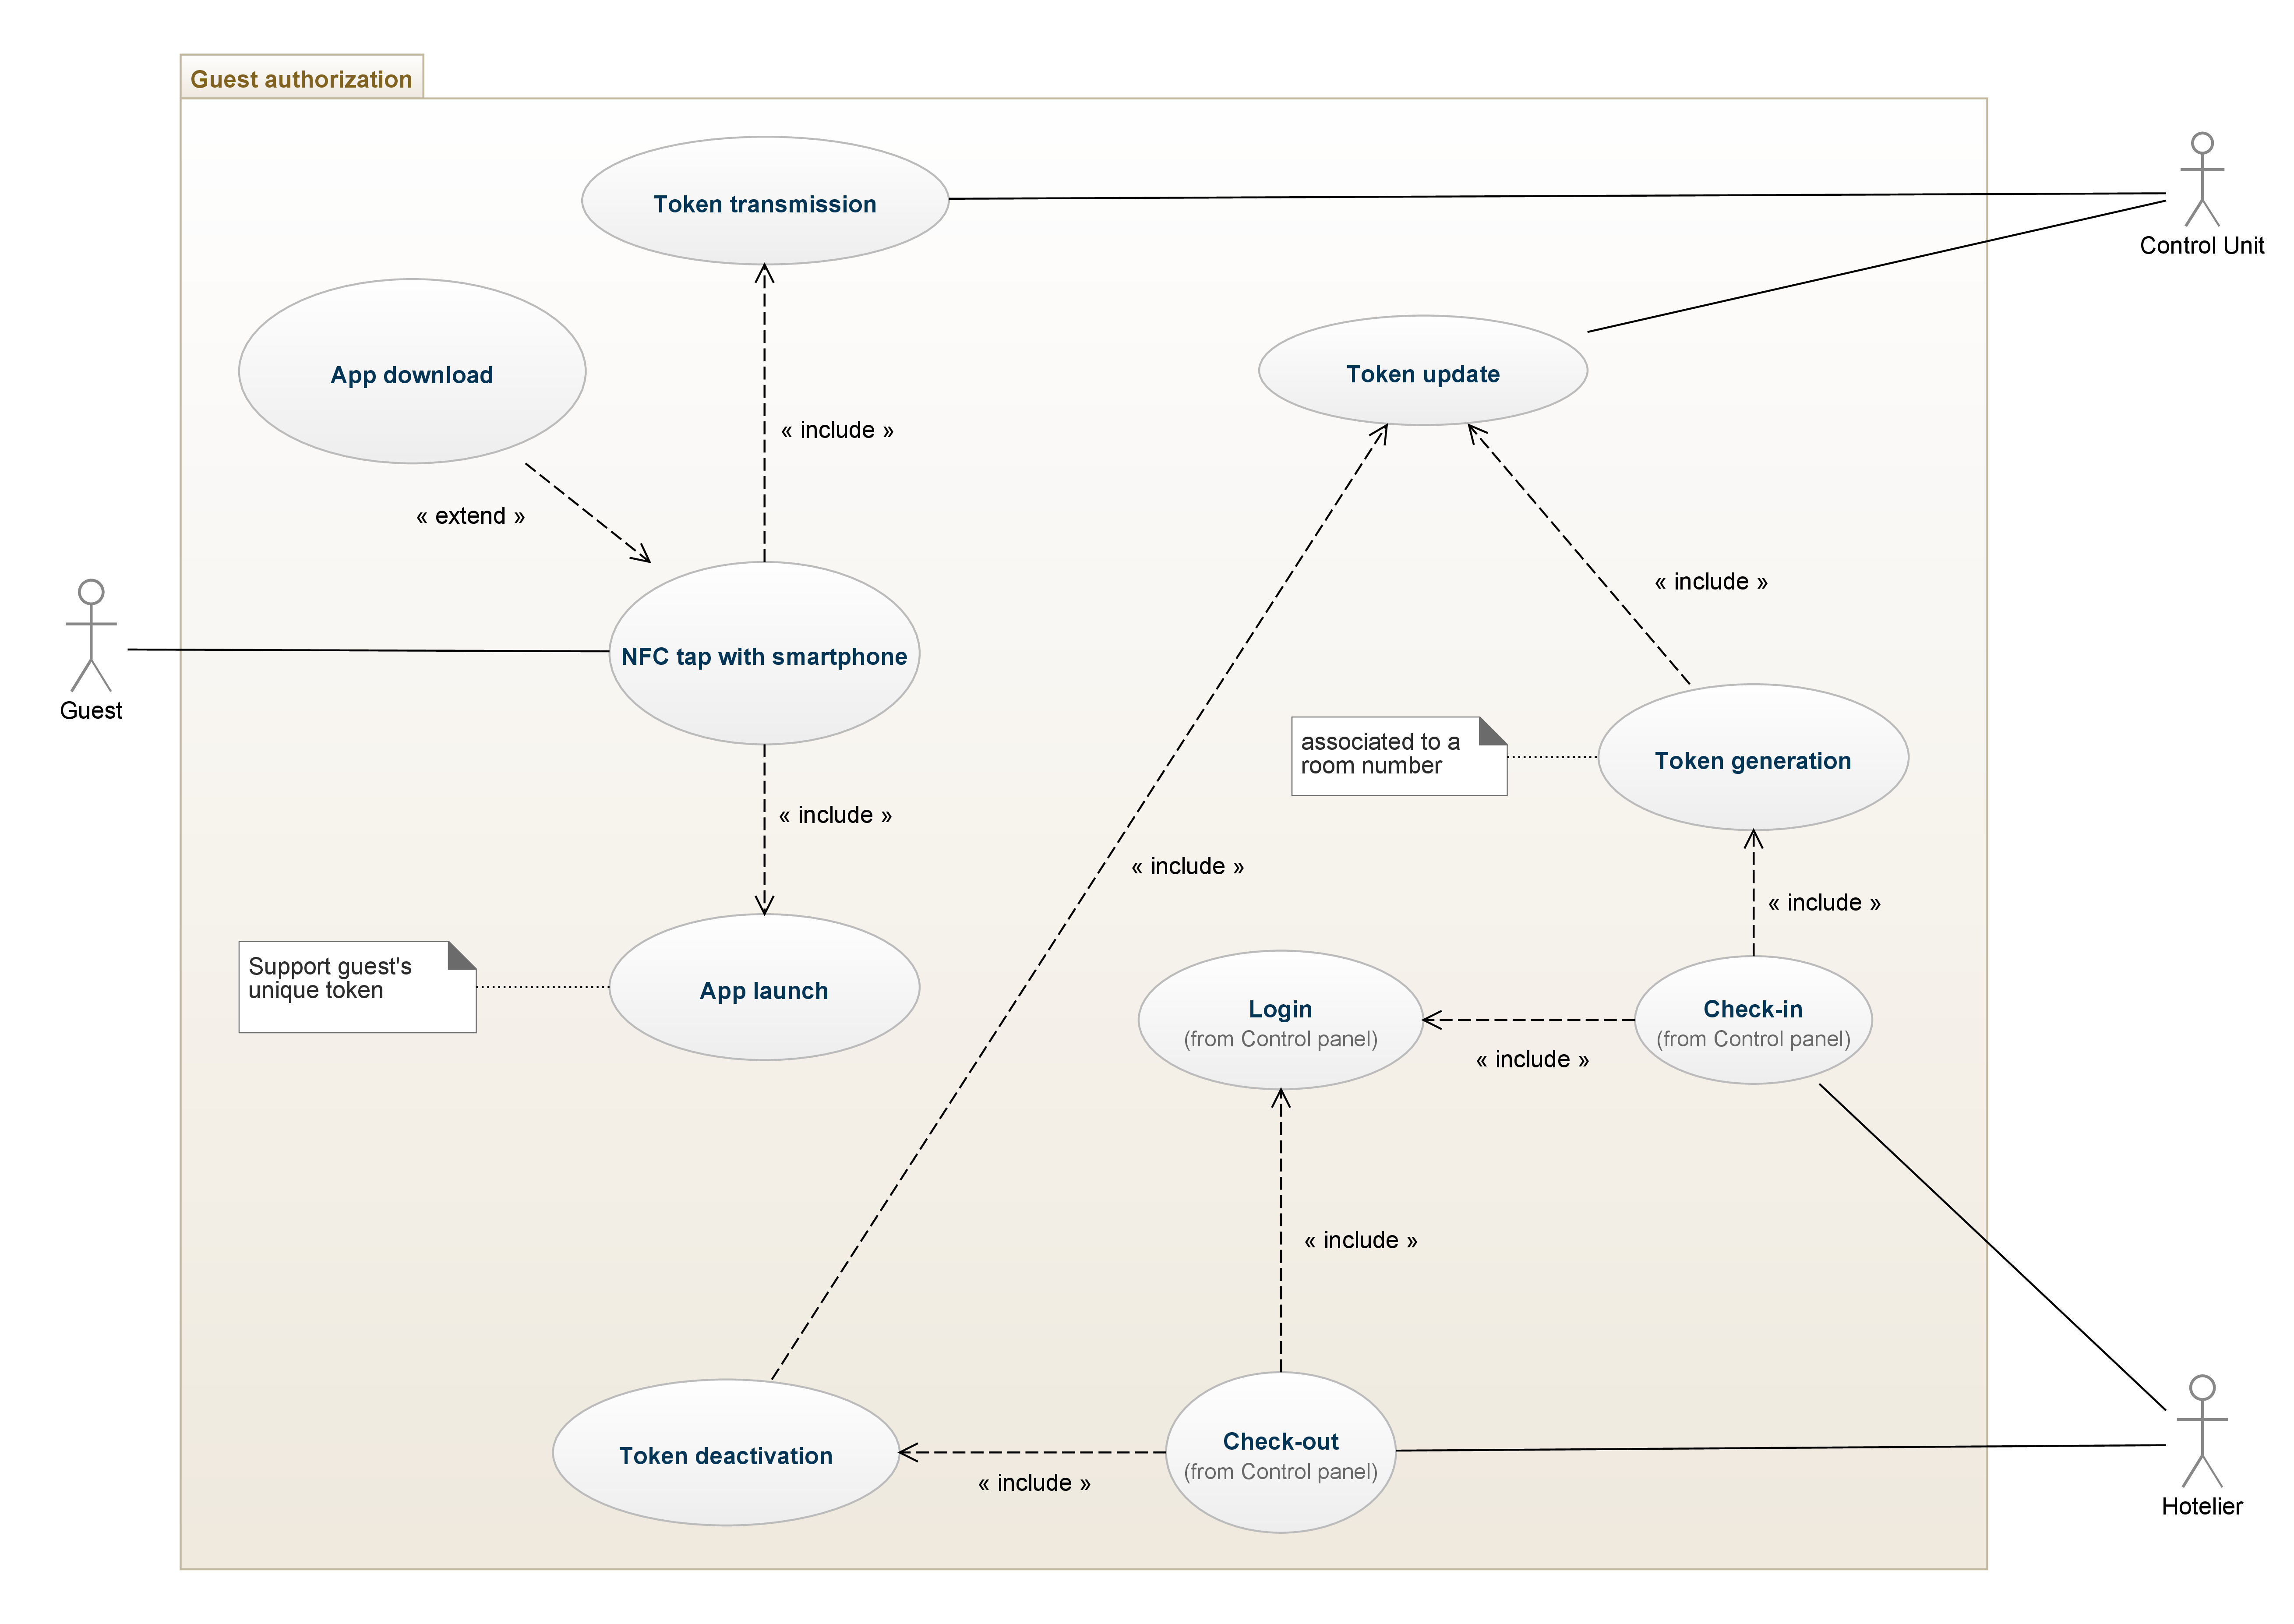 Guest authorization
Token transmission
Control Unit
App download
Token update
« include »
« extend »
« include »
NFC tap with smartphone
Guest
associated to a
room number
Token generation
« include »
« include »
« include »
Support guest's
unique token
App launch
Login
(from Control panel)
Check-in
(from Control panel)
« include »
« include »
Token deactivation
Check-out
(from Control panel)
« include »
Hotelier